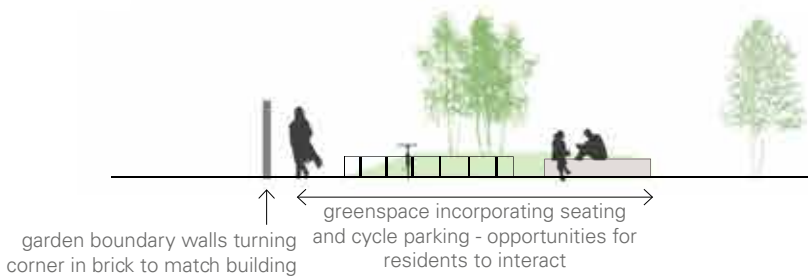 garden boundary walls turning
corner in brick to match building
greenspace incorporating seating
and cycle parking - opportunities for
residents to interact